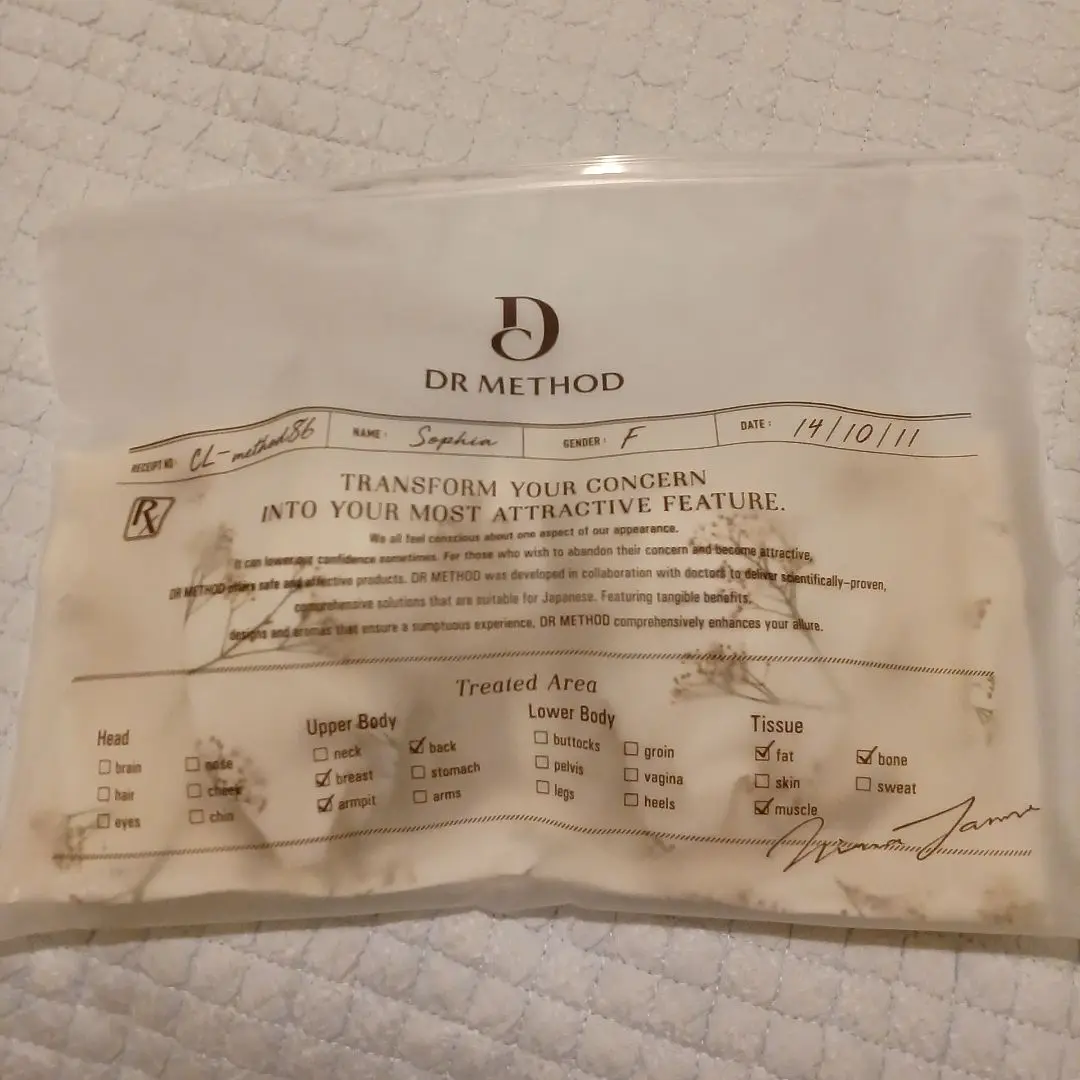 DR METHOD
RECEIPT NO: CL-method86 NAME: Sophia GENDER: F DATE: 14/10/11
Rx
TRANSFORM YOUR CONCERN
INTO YOUR MOST ATTRACTIVE FEATURE.
We all feel conscious about one aspect of our appearance.
It can lower our confidence sometimes. For those who wish to abandon their concern and become attractive,
DR METHOD offers safe and effective products. DR METHOD was developed in collaboration with doctors to deliver scientifically-proven,
comprehensive solutions that are suitable for Japanese. Featuring tangible benefits,
designs and aromas that ensure a sumptuous experience, DR METHOD comprehensively enhances your allure.
Treated Area
Head
brain nose
hair cheek
eyes chin
Upper Body
neck back
breast stomach
armpit arms
Lower Body
buttocks groin
pelvis vagina
legs heels
Tissue
fat bone
skin sweat
muscle